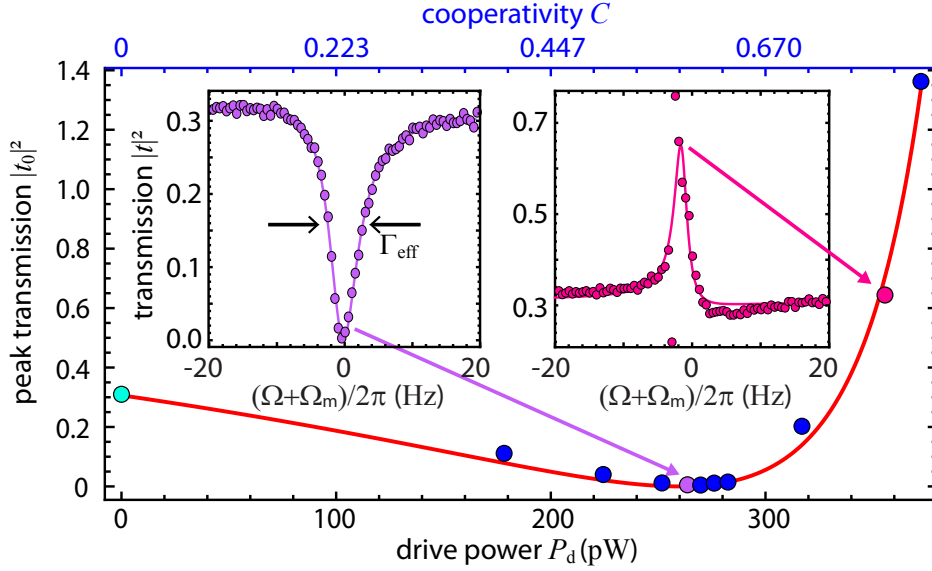 cooperativity C
0 0.223 0.447 0.670
1.4
1.2
1.0
0.8
0.6
0.4
0.2
0
peak transmission |t₀|²
0.3
0.2
0.1
0.0
transmission |t|²
Γeff
-20 0 20
(Ω+Ωm)/2π (Hz)
0.7
0.5
0.3
-20 0 20
(Ω+Ωm)/2π (Hz)
0 100 200 300
drive power Pd (pW)